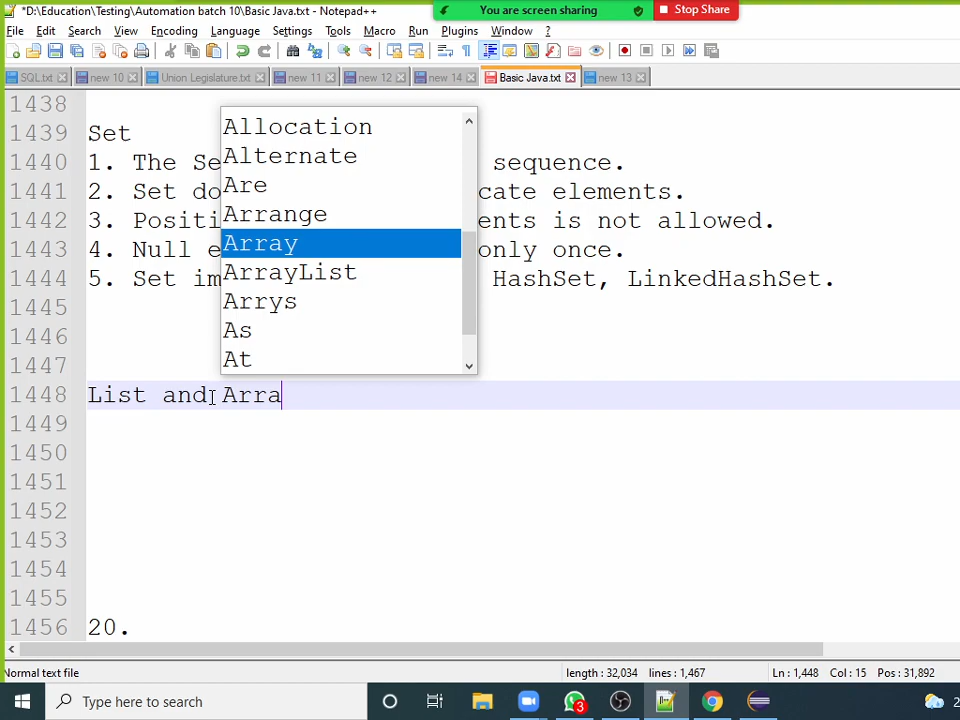 *D:\Education\Testing\Automation batch 10\Basic Java.txt - Notepad++
You are screen sharing
Stop Share
File Edit Search View Encoding Language Settings Tools Macro Run Plugins Window ?
SQL.txt new 10 Union Legislature.txt new 11 new 12 new 14 Basic Java.txt new 13
1438
1439 Set
1440 1. The Se sequence.
1441 2. Set do cate elements.
1442 3. Positi ents is not allowed.
1443 4. Null e only once.
1444 5. Set im HashSet, LinkedHashSet.
1445
1446
1447
1448 List and Arra
1449
1450
1451
1452
1453
1454
1455
1456 20.
Allocation
Alternate
Are
Arrange
Array
ArrayList
Arrys
As
At
Normal text file length : 32,034 lines : 1,467 Ln : 1,448 Col : 15 Pos : 31,892
Type here to search
3
2